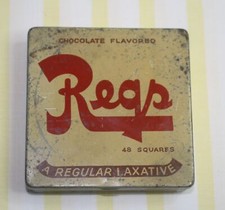 CHOCOLATE FLAVORED
Regs
48 SQUARES
A REGULAR LAXATIVE